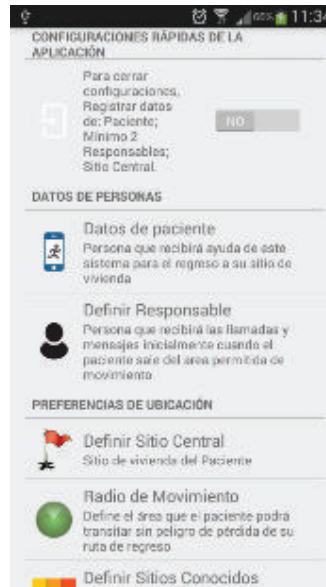 65% 11:34
CONFIGURACIONES RÁPIDAS DE LA
APLICACIÓN
Para cerrar
configuraciones,
Registrar datos
de: Paciente;
Mínimo 2
Responsables;
Sitio Central.
NO
DATOS DE PERSONAS
Datos de paciente
Persona que recibirá ayuda de este
sistema para el regreso a su sitio de
vivienda
Definir Responsable
Persona que recibirá las llamadas y
mensajes inicialmente cuando el
paciente sale del area permitida de
movimiento
PREFERENCIAS DE UBICACIÓN
Definir Sitio Central
Sitio de vivienda del Paciente
Radio de Movimiento
Define el área que el paciente podrá
transitar sin peligro de pérdida de su
ruta de regreso
Definir Sitios Conocidos